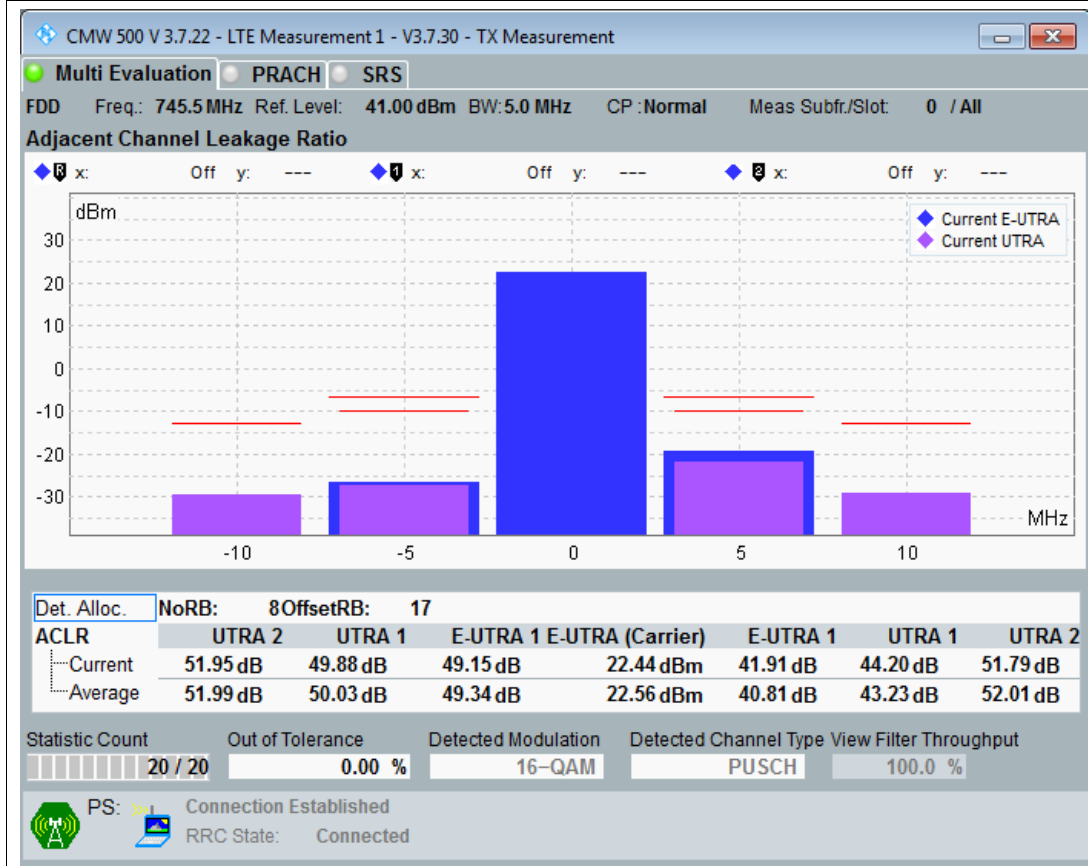 CMW 500 V 3.7.22 - LTE Measurement 1 - V3.7.30 - TX Measurement
Multi Evaluation PRACH SRS
FDD Freq.: 745.5 MHz Ref. Level: 41.00 dBm BW: 5.0 MHz CP : Normal Meas Subfr./Slot: 0 / All
Adjacent Channel Leakage Ratio
R x: Off y: --- 1 x: Off y: --- 2 x: Off y: ---
dBm
Current E-UTRA
Current UTRA
30
20
10
0
-10
-20
-30
MHz
-10 -5 0 5 10
Det. Alloc. NoRB: 8 OffsetRB: 17
ACLR UTRA 2 UTRA 1 E-UTRA 1 E-UTRA (Carrier) E-UTRA 1 UTRA 1 UTRA 2
Current 51.95 dB 49.88 dB 49.15 dB 22.44 dBm 41.91 dB 44.20 dB 51.79 dB
Average 51.99 dB 50.03 dB 49.34 dB 22.56 dBm 40.81 dB 43.23 dB 52.01 dB
Statistic Count Out of Tolerance Detected Modulation Detected Channel Type View Filter Throughput
20 / 20 0.00 % 16-QAM PUSCH 100.0 %
PS: Connection Established
RRC State: Connected